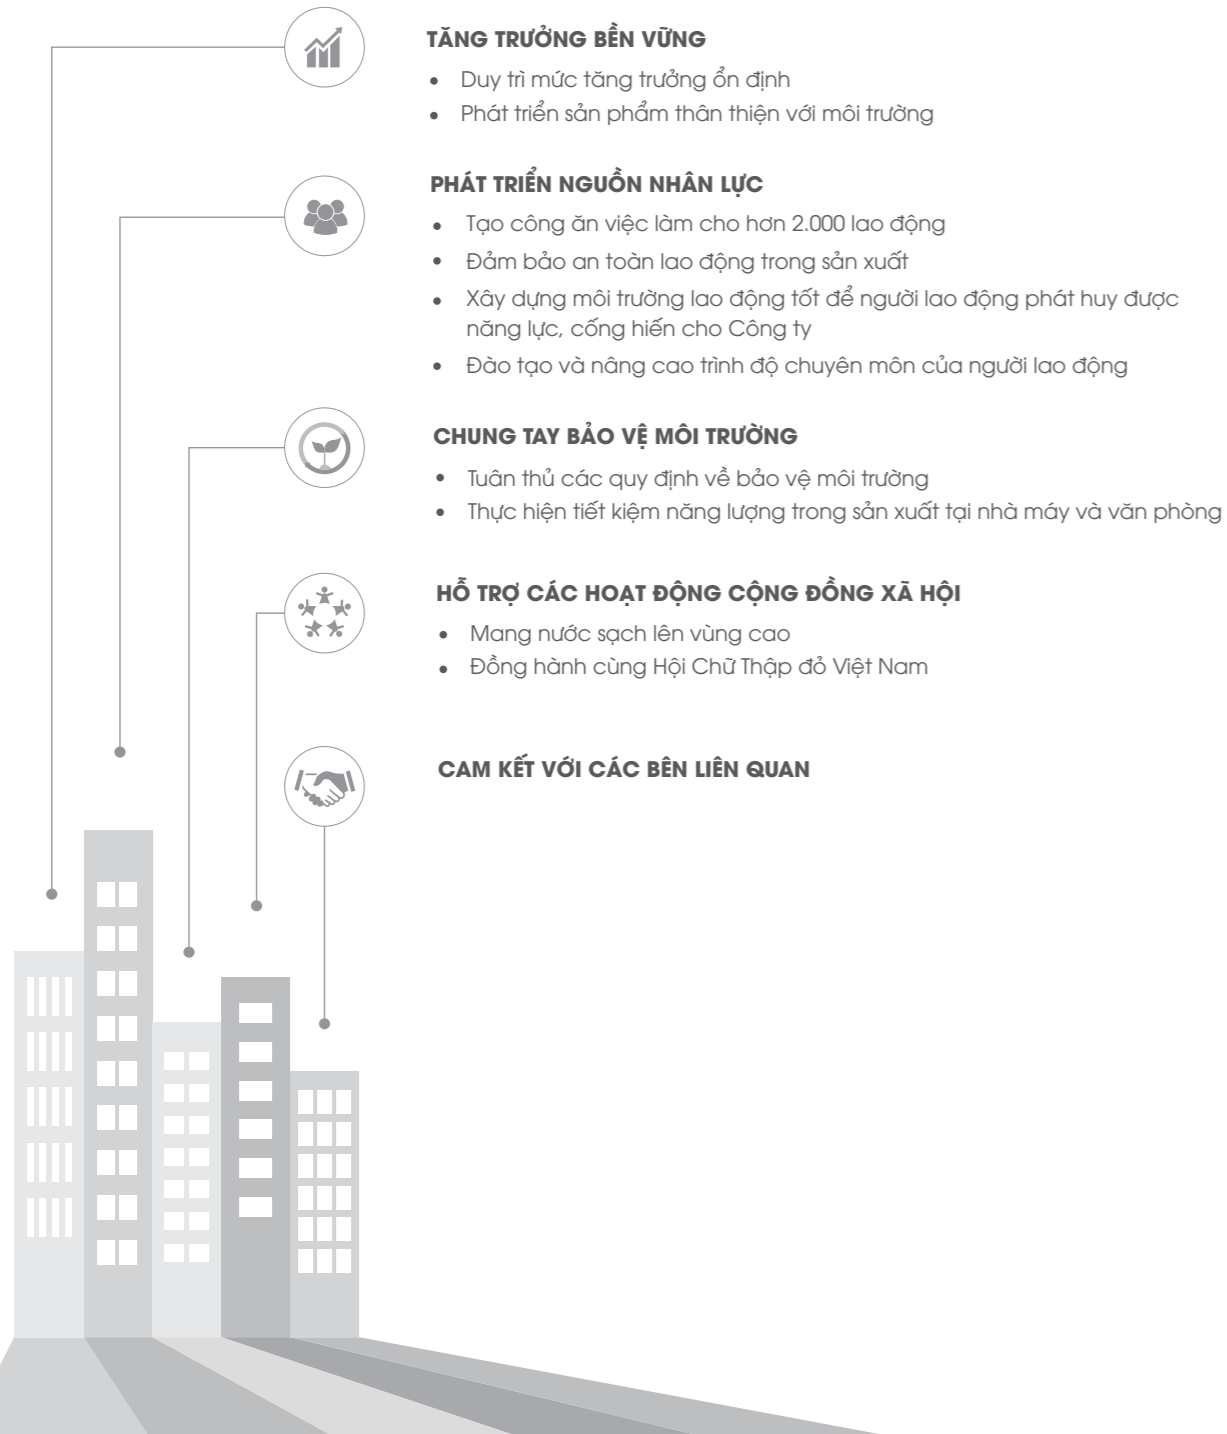 TĂNG TRƯỞNG BỀN VỮNG
• Duy trì mức tăng trưởng ổn định
• Phát triển sản phẩm thân thiện với môi trường
PHÁT TRIỂN NGUỒN NHÂN LỰC
• Tạo công ăn việc làm cho hơn 2.000 lao động
• Đảm bảo an toàn lao động trong sản xuất
• Xây dựng môi trường lao động tốt để người lao động phát huy được
năng lực, cống hiến cho Công ty
• Đào tạo và nâng cao trình độ chuyên môn của người lao động
CHUNG TAY BẢO VỆ MÔI TRƯỜNG
• Tuân thủ các quy định về bảo vệ môi trường
• Thực hiện tiết kiệm năng lượng trong sản xuất tại nhà máy và văn phòng
HỖ TRỢ CÁC HOẠT ĐỘNG CỘNG ĐỒNG XÃ HỘI
• Mang nước sạch lên vùng cao
• Đồng hành cùng Hội Chữ Thập đỏ Việt Nam
CAM KẾT VỚI CÁC BÊN LIÊN QUAN